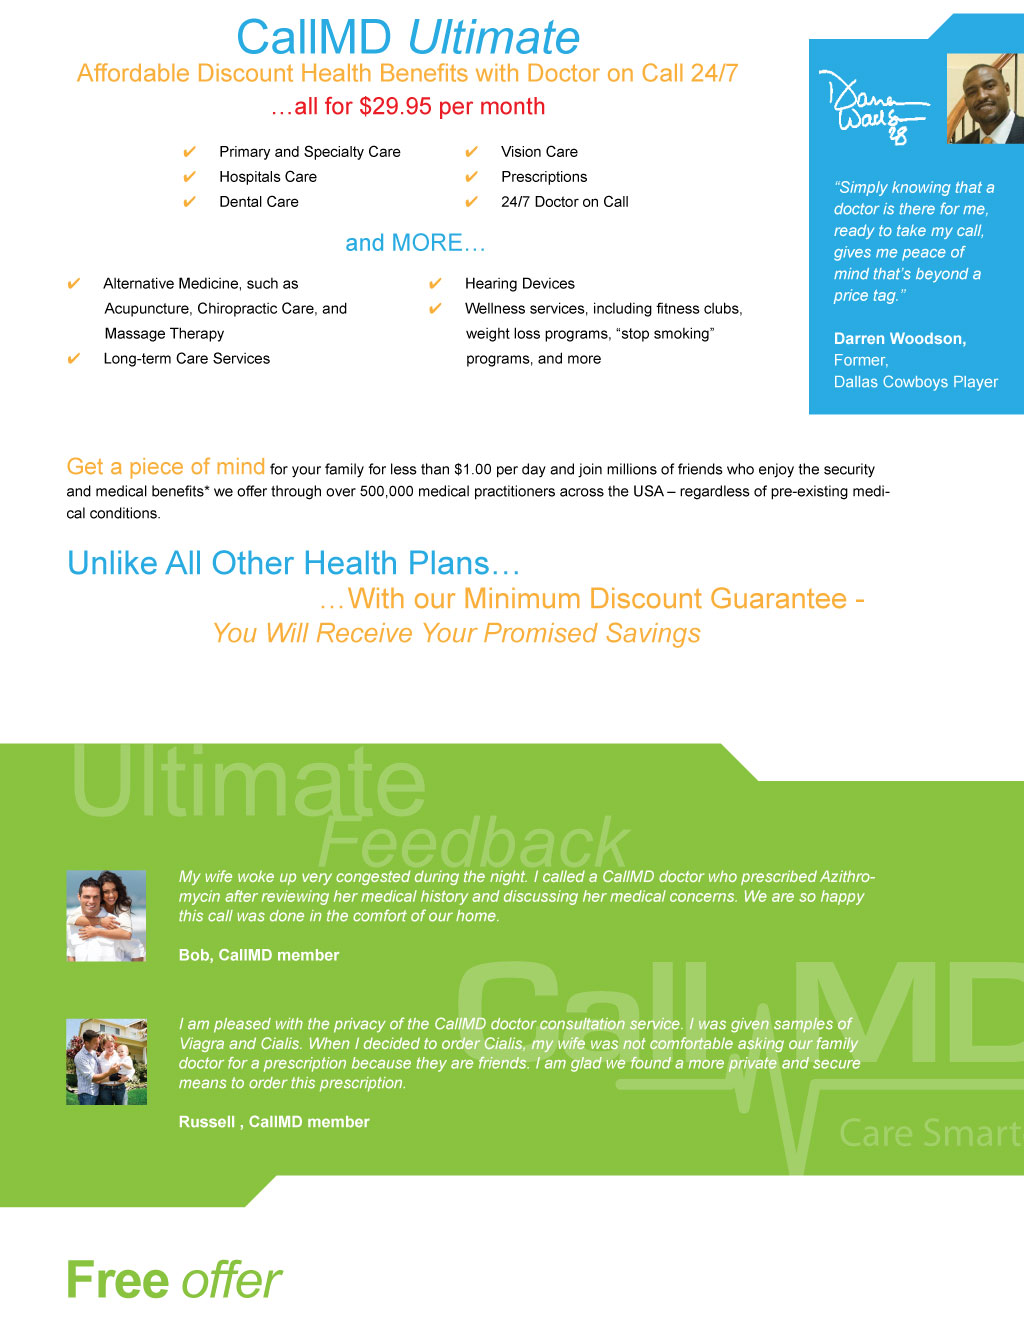 CallMD Ultimate
Affordable Discount Health Benefits with Doctor on Call 24/7
…all for $29.95 per month
✔ Primary and Specialty Care
✔ Hospitals Care
✔ Dental Care
✔ Vision Care
✔ Prescriptions
✔ 24/7 Doctor on Call
and MORE…
✔ Alternative Medicine, such as
Acupuncture, Chiropractic Care, and
Massage Therapy
✔ Long-term Care Services
✔ Hearing Devices
✔ Wellness services, including fitness clubs,
weight loss programs, “stop smoking”
programs, and more
“Simply knowing that a
doctor is there for me,
ready to take my call,
gives me peace of
mind that’s beyond a
price tag.”
Darren Woodson,
Former,
Dallas Cowboys Player
Get a piece of mind for your family for less than $1.00 per day and join millions of friends who enjoy the security
and medical benefits* we offer through over 500,000 medical practitioners across the USA – regardless of pre-existing medi-
cal conditions.
Unlike All Other Health Plans…
…With our Minimum Discount Guarantee -
You Will Receive Your Promised Savings
Ultimate
Feedback
My wife woke up very congested during the night. I called a CallMD doctor who prescribed Azithro-
mycin after reviewing her medical history and discussing her medical concerns. We are so happy
this call was done in the comfort of our home.
Bob, CallMD member
I am pleased with the privacy of the CallMD doctor consultation service. I was given samples of
Viagra and Cialis. When I decided to order Cialis, my wife was not comfortable asking our family
doctor for a prescription because they are friends. I am glad we found a more private and secure
means to order this prescription.
Russell , CallMD member
Call MD
Care Smart
Free offer